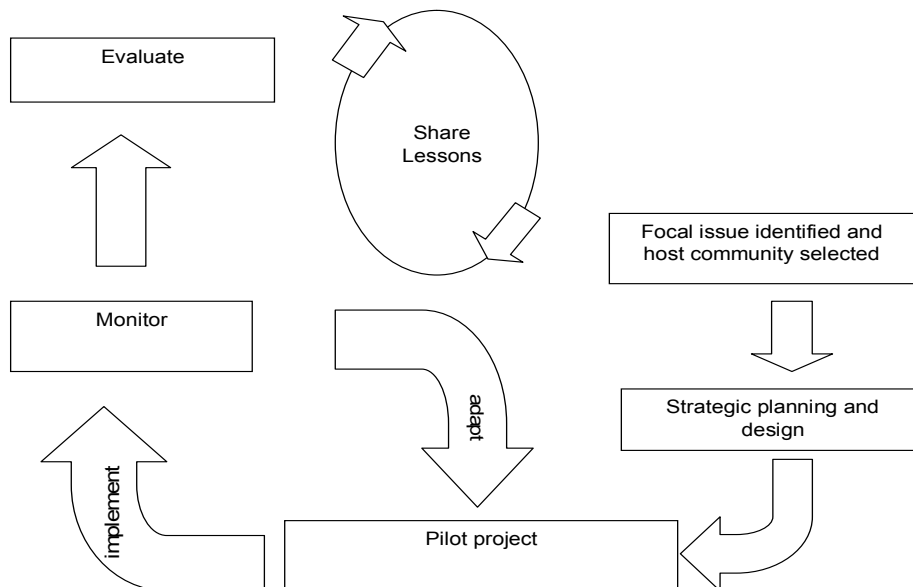 Evaluate
Share
Lessons
Focal issue identified and
host community selected
Monitor
adapt
Strategic planning and
design
implement
Pilot project